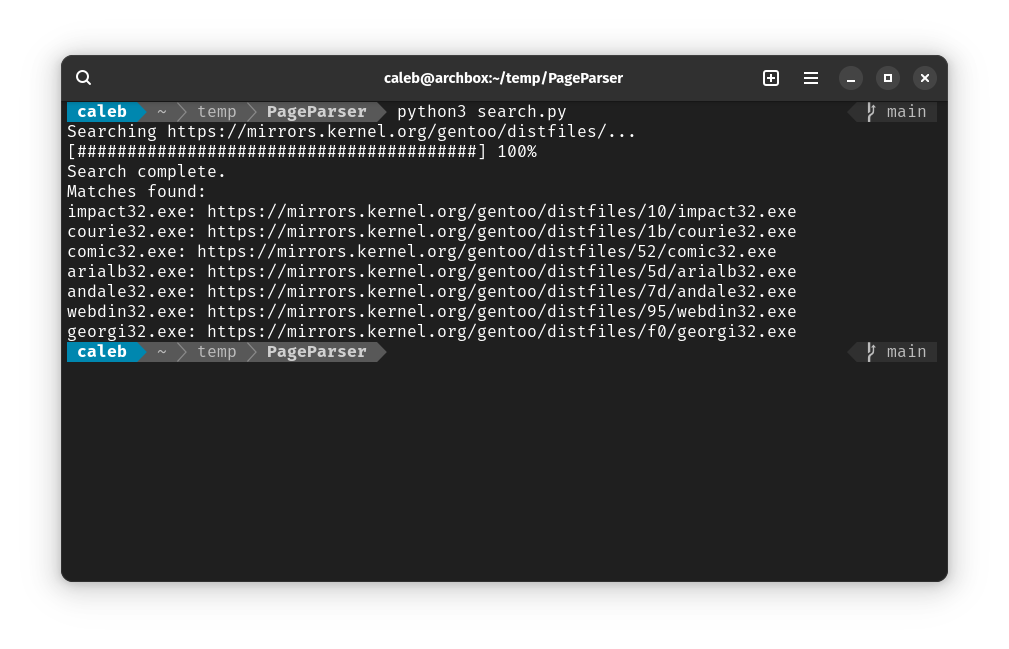 caleb@archbox:~/temp/PageParser
caleb ~ temp PageParser python3 search.py main
Searching https://mirrors.kernel.org/gentoo/distfiles/...
[########################################] 100%
Search complete.
Matches found:
impact32.exe: https://mirrors.kernel.org/gentoo/distfiles/10/impact32.exe
courie32.exe: https://mirrors.kernel.org/gentoo/distfiles/1b/courie32.exe
comic32.exe: https://mirrors.kernel.org/gentoo/distfiles/52/comic32.exe
arialb32.exe: https://mirrors.kernel.org/gentoo/distfiles/5d/arialb32.exe
andale32.exe: https://mirrors.kernel.org/gentoo/distfiles/7d/andale32.exe
webdin32.exe: https://mirrors.kernel.org/gentoo/distfiles/95/webdin32.exe
georgi32.exe: https://mirrors.kernel.org/gentoo/distfiles/f0/georgi32.exe
caleb ~ temp PageParser main